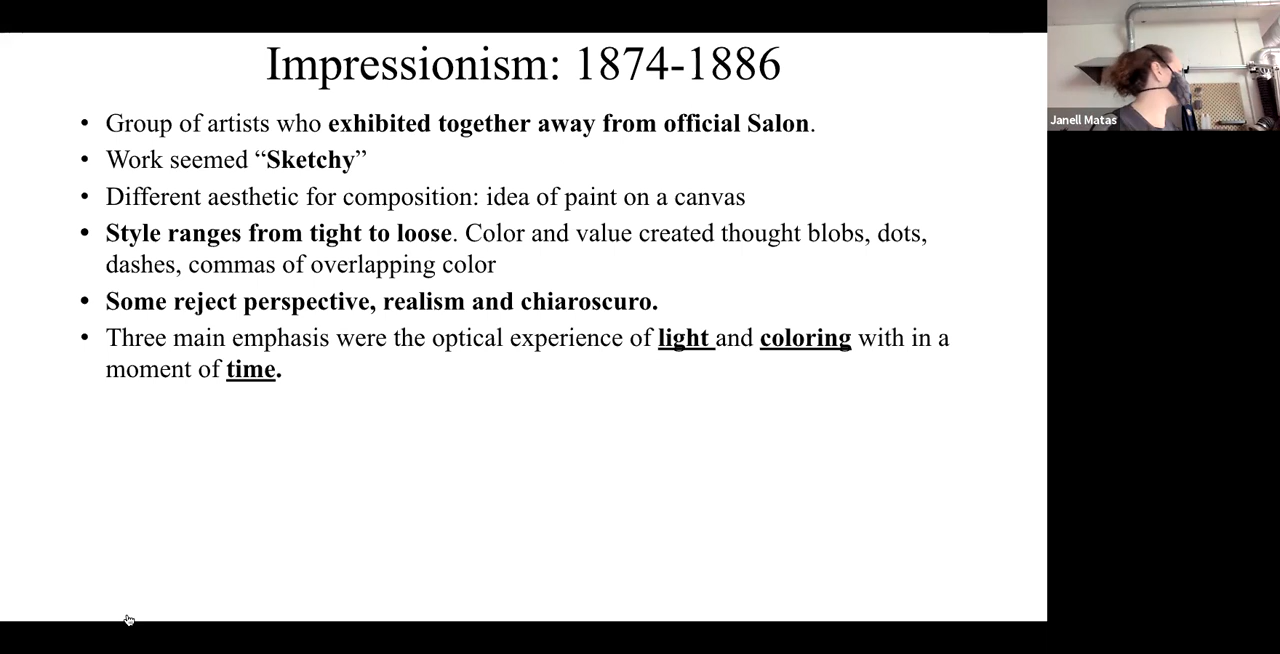 Impressionism: 1874-1886
• Group of artists who exhibited together away from official Salon.
• Work seemed “Sketchy”
• Different aesthetic for composition: idea of paint on a canvas
• Style ranges from tight to loose. Color and value created thought blobs, dots,
dashes, commas of overlapping color
• Some reject perspective, realism and chiaroscuro.
• Three main emphasis were the optical experience of light and coloring with in a
moment of time.
Janell Matas